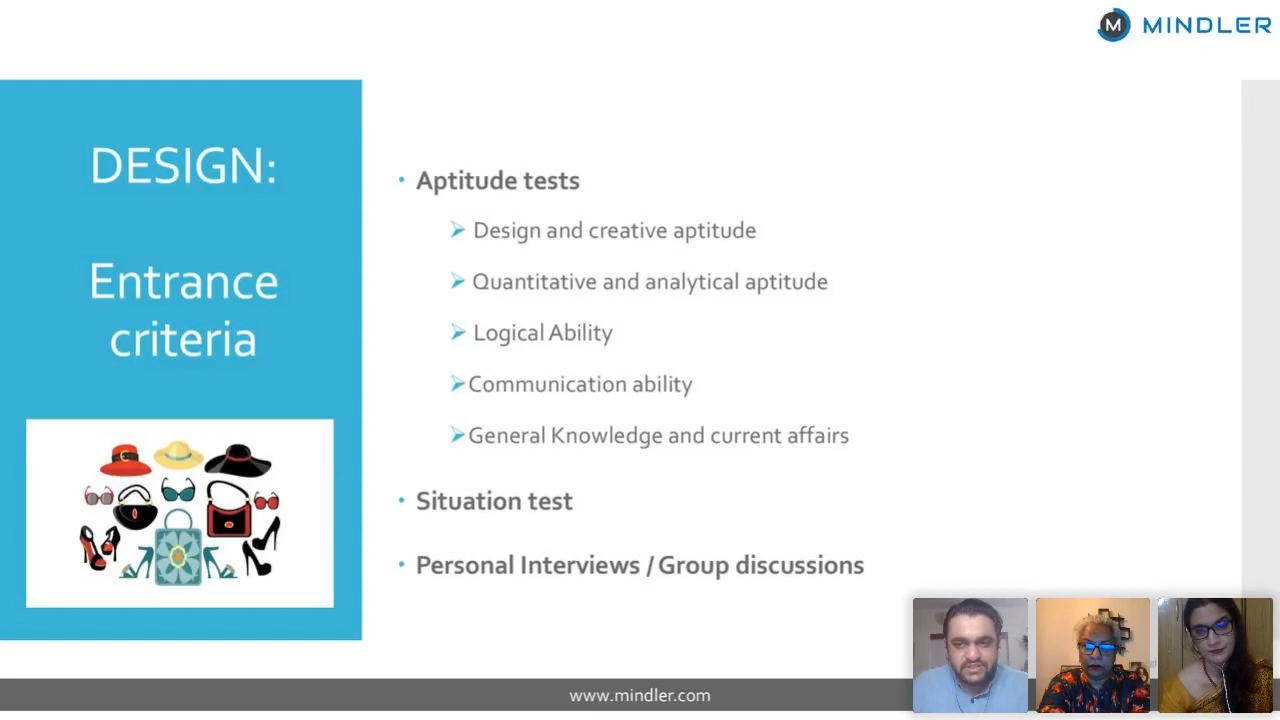 M MINDLER
DESIGN:
Entrance
criteria
• Aptitude tests
➢ Design and creative aptitude
➢ Quantitative and analytical aptitude
➢ Logical Ability
➢ Communication ability
➢ General Knowledge and current affairs
• Situation test
• Personal Interviews / Group discussions
www.mindler.com